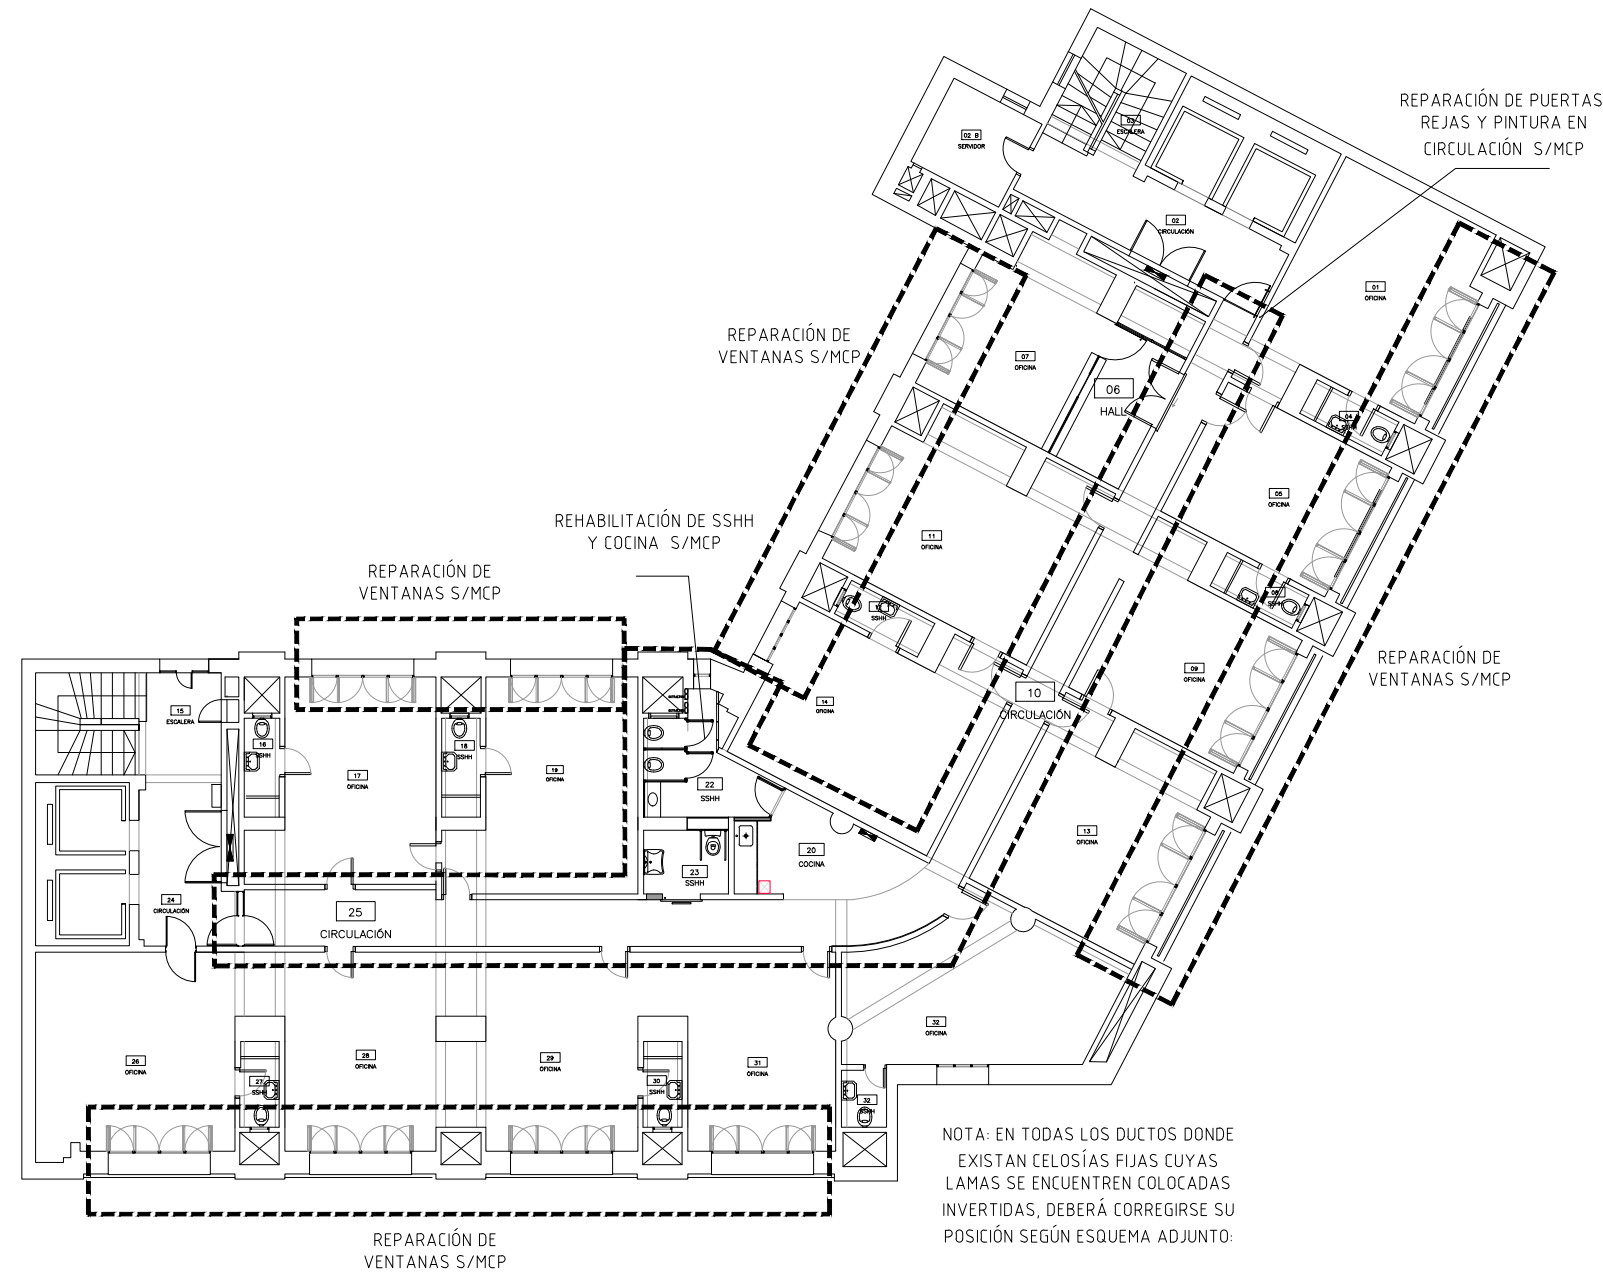 REPARACIÓN DE PUERTAS
REJAS Y PINTURA EN
CIRCULACIÓN S/MCP
03
ESCALERA
02 B
SERVIDOR
02
CIRCULACIÓN
01
OFICINA
REPARACIÓN DE
VENTANAS S/MCP
07
OFICINA
06
HALL
04
SSHH
05
OFICINA
REHABILITACIÓN DE SSHH
Y COCINA S/MCP
11
OFICINA
REPARACIÓN DE
VENTANAS S/MCP
12
SSHH
08
SSHH
09
OFICINA
REPARACIÓN DE
VENTANAS S/MCP
10
CIRCULACIÓN
14
OFICINA
15
ESCALERA
16
SSHH
17
OFICINA
18
SSHH
19
OFICINA
22
SSHH
13
OFICINA
20
COCINA
23
SSHH
24
CIRCULACIÓN
25
CIRCULACIÓN
32
OFICINA
26
OFICINA
27
SSHH
28
OFICINA
29
OFICINA
30
SSHH
31
OFICINA
32
SSHH
NOTA: EN TODAS LOS DUCTOS DONDE
EXISTAN CELOSÍAS FIJAS CUYAS
LAMAS SE ENCUENTREN COLOCADAS
INVERTIDAS, DEBERÁ CORREGIRSE SU
POSICIÓN SEGÚN ESQUEMA ADJUNTO:
REPARACIÓN DE
VENTANAS S/MCP